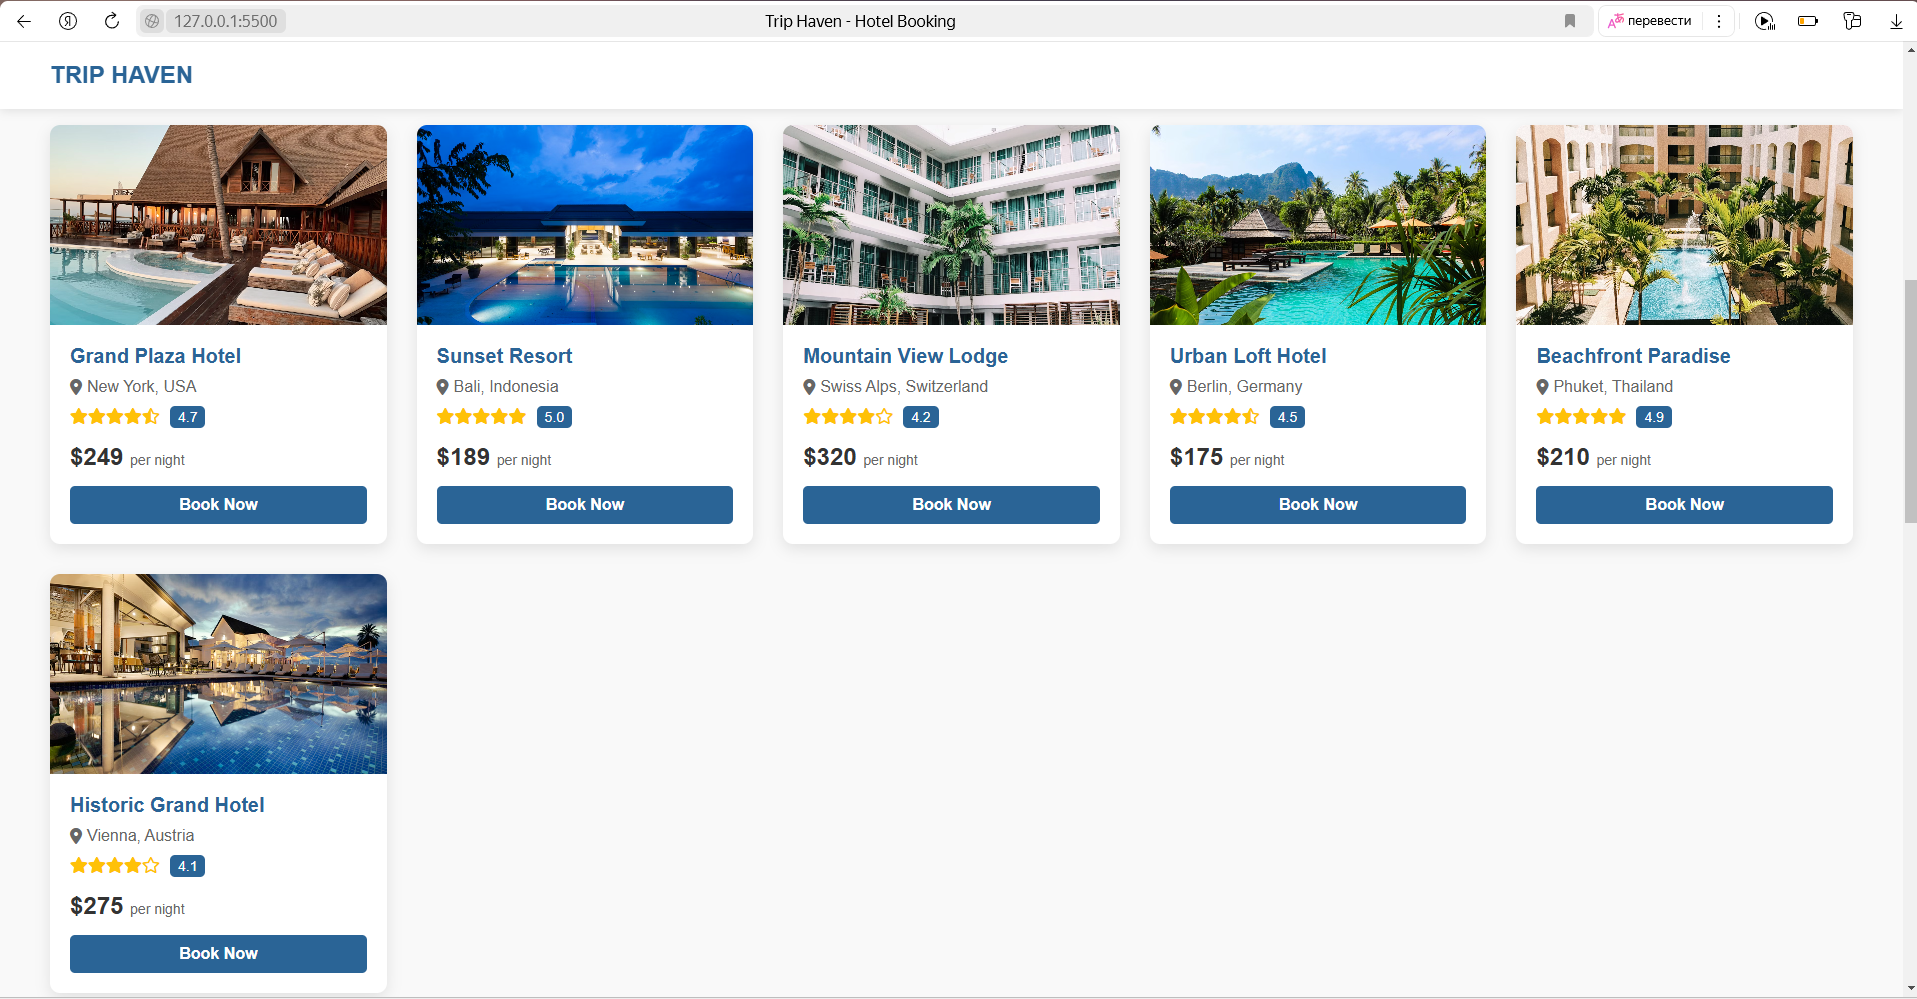 127.0.0.1:5500
Trip Haven - Hotel Booking
перевести
TRIP HAVEN
Grand Plaza Hotel
New York, USA
4.7
$249 per night
Book Now
Sunset Resort
Bali, Indonesia
5.0
$189 per night
Book Now
Mountain View Lodge
Swiss Alps, Switzerland
4.2
$320 per night
Book Now
Urban Loft Hotel
Berlin, Germany
4.5
$175 per night
Book Now
Beachfront Paradise
Phuket, Thailand
4.9
$210 per night
Book Now
Historic Grand Hotel
Vienna, Austria
4.1
$275 per night
Book Now